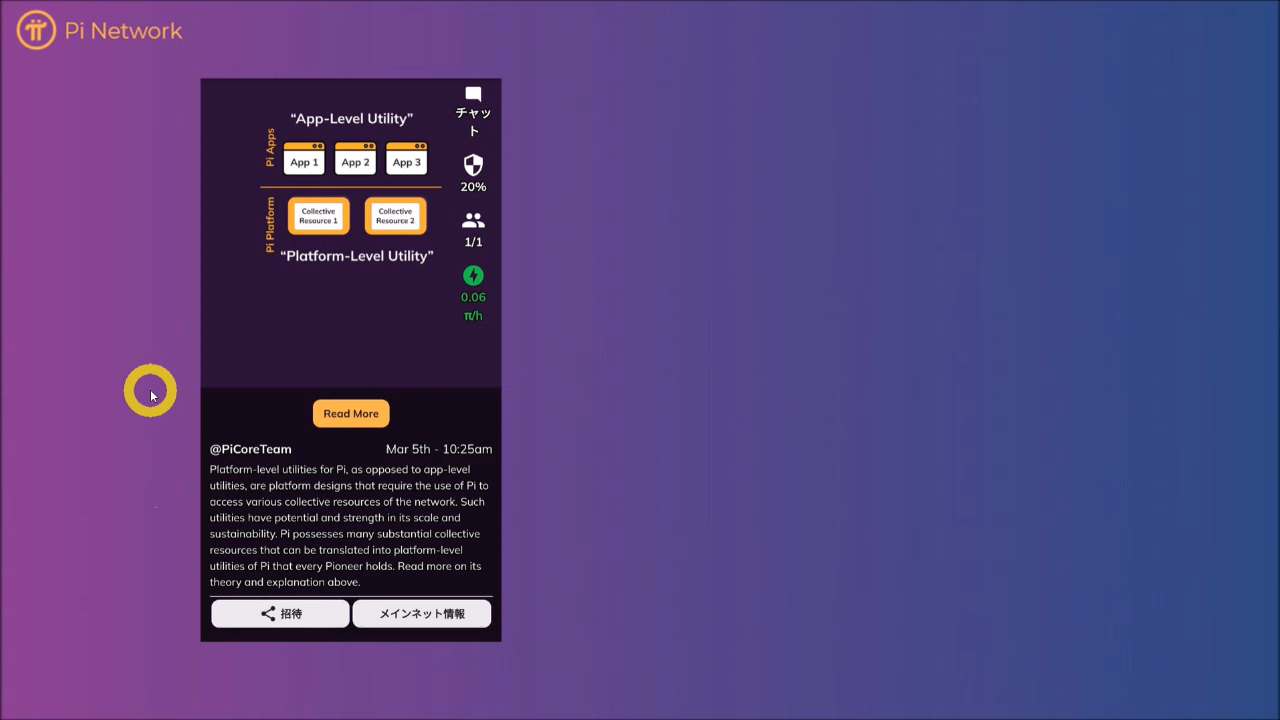 Pi Network
“App-Level Utility”
Pi Apps
App 1
App 2
App 3
Pi Platform
Collective
Resource 1
Collective
Resource 2
“Platform-Level Utility”
チャッ
ト
20%
1/1
0.06
π/h
Read More
@PiCoreTeam
Mar 5th - 10:25am
Platform-level utilities for Pi, as opposed to app-level
utilities, are platform designs that require the use of Pi to
access various collective resources of the network. Such
utilities have potential and strength in its scale and
sustainability. Pi possesses many substantial collective
resources that can be translated into platform-level
utilities of Pi that every Pioneer holds. Read more on its
theory and explanation above.
招待
メインネット情報